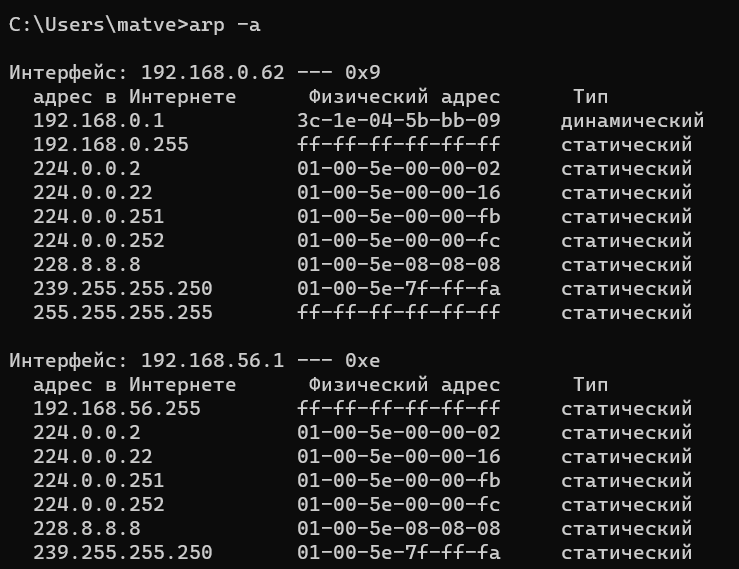 C:\Users\matve>arp -a
Интерфейс: 192.168.0.62 --- 0x9
адрес в Интернете Физический адрес Тип
192.168.0.1 3c-1e-04-5b-bb-09 динамический
192.168.0.255 ff-ff-ff-ff-ff-ff статический
224.0.0.2 01-00-5e-00-00-02 статический
224.0.0.22 01-00-5e-00-00-16 статический
224.0.0.251 01-00-5e-00-00-fb статический
224.0.0.252 01-00-5e-00-00-fc статический
228.8.8.8 01-00-5e-08-08-08 статический
239.255.255.250 01-00-5e-7f-ff-fa статический
255.255.255.255 ff-ff-ff-ff-ff-ff статический
Интерфейс: 192.168.56.1 --- 0xe
адрес в Интернете Физический адрес Тип
192.168.56.255 ff-ff-ff-ff-ff-ff статический
224.0.0.2 01-00-5e-00-00-02 статический
224.0.0.22 01-00-5e-00-00-16 статический
224.0.0.251 01-00-5e-00-00-fb статический
224.0.0.252 01-00-5e-00-00-fc статический
228.8.8.8 01-00-5e-08-08-08 статический
239.255.255.250 01-00-5e-7f-ff-fa статический